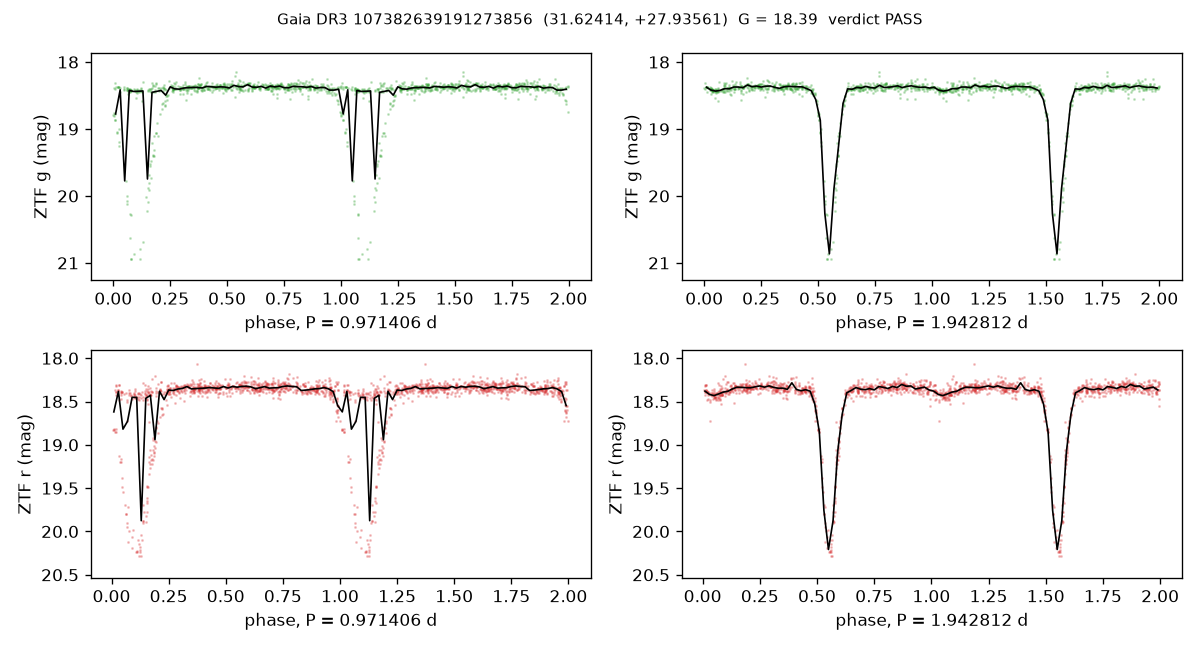 Gaia DR3 107382639191273856 (31.62414, +27.93561) G = 18.39 verdict PASS
ZTF g (mag)
18
19
20
21
0.00 0.25 0.50 0.75 1.00 1.25 1.50 1.75 2.00
phase, P = 0.971406 d
ZTF g (mag)
18
19
20
21
0.00 0.25 0.50 0.75 1.00 1.25 1.50 1.75 2.00
phase, P = 1.942812 d
ZTF r (mag)
18.0
18.5
19.0
19.5
20.0
20.5
0.00 0.25 0.50 0.75 1.00 1.25 1.50 1.75 2.00
phase, P = 0.971406 d
ZTF r (mag)
18.0
18.5
19.0
19.5
20.0
20.5
0.00 0.25 0.50 0.75 1.00 1.25 1.50 1.75 2.00
phase, P = 1.942812 d